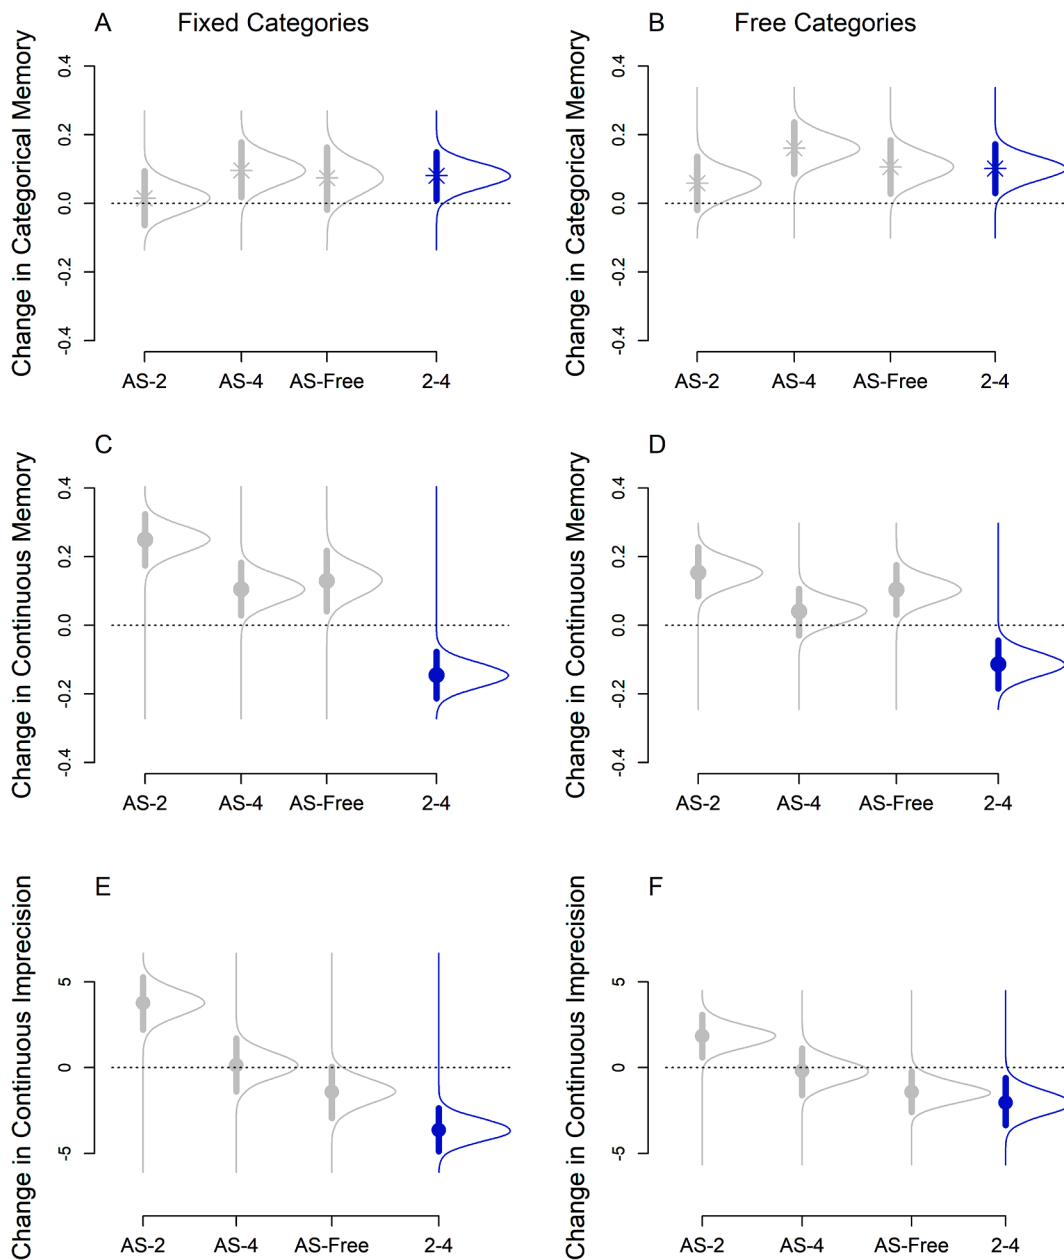 A Fixed Categories
Change in Categorical Memory
0.4
0.2
0.0
-0.2
-0.4
AS-2 AS-4 AS-Free 2-4
B Free Categories
Change in Categorical Memory
0.4
0.2
0.0
-0.2
-0.4
AS-2 AS-4 AS-Free 2-4
C
Change in Continuous Memory
0.4
0.2
0.0
-0.2
-0.4
AS-2 AS-4 AS-Free 2-4
D
Change in Continuous Memory
0.4
0.2
0.0
-0.2
-0.4
AS-2 AS-4 AS-Free 2-4
E
Change in Continuous Imprecision
5
0
-5
AS-2 AS-4 AS-Free 2-4
F
Change in Continuous Imprecision
5
0
-5
AS-2 AS-4 AS-Free 2-4